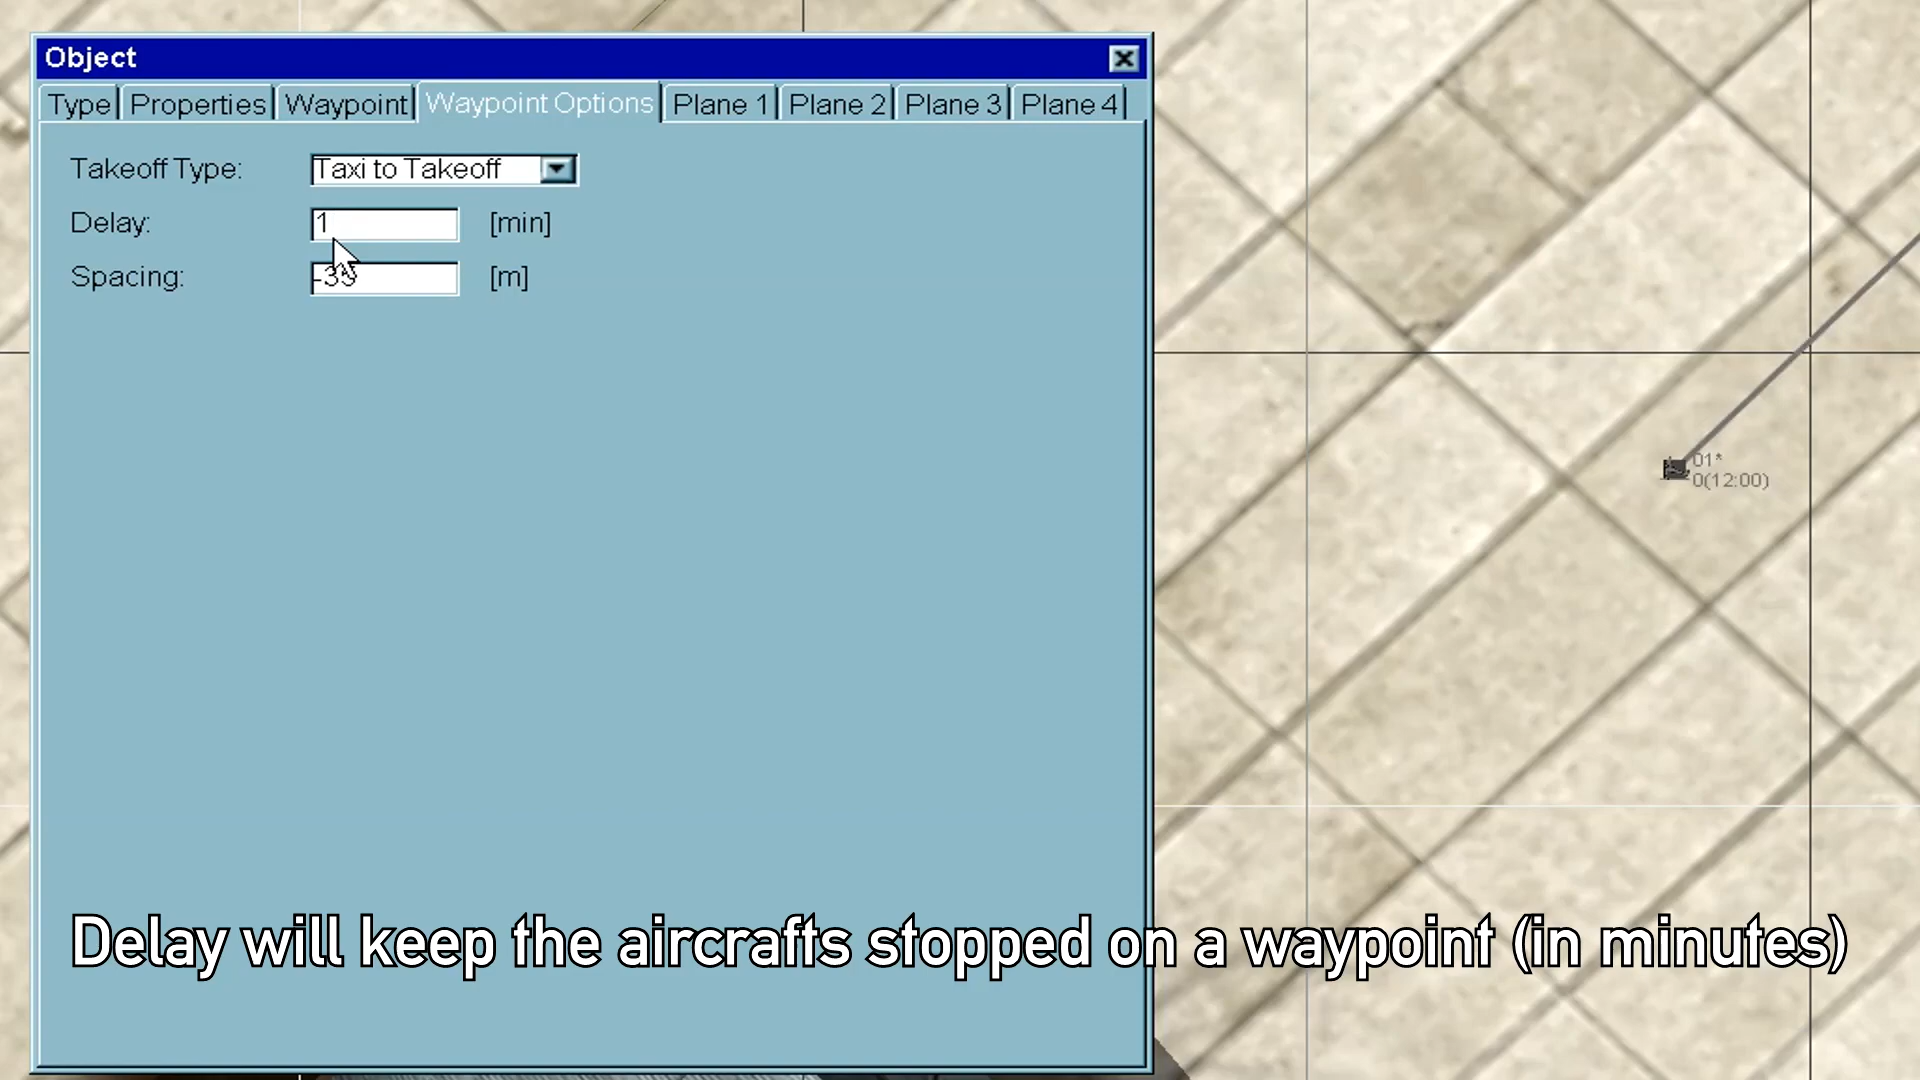 Object
Type Properties Waypoint Waypoint Options Plane 1 Plane 2 Plane 3 Plane 4
Takeoff Type: Taxi to Takeoff
Delay: 1 [min]
Spacing: [m]
01*
0(12:00)
Delay will keep the aircrafts stopped on a waypoint (in minutes)